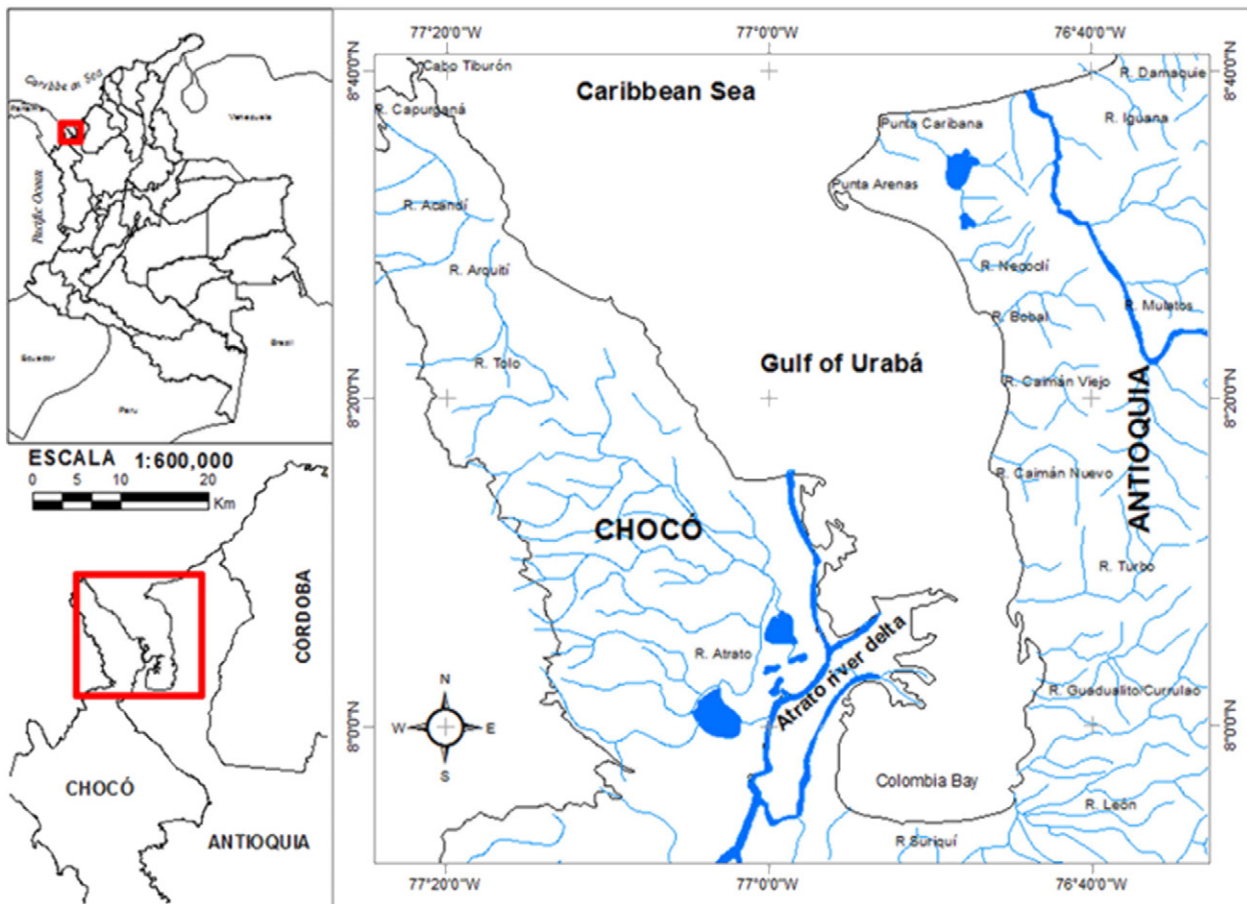 Caribbean Sea
Panama
Venezuela
Pacific Ocean
Ecuador
Brazil
Peru
ESCALA 1:600,000
0 5 10 20
Km
CÓRDOBA
CHOCÓ
ANTIOQUIA
77°20'0"W 77°0'0"W 76°40'0"W
8°40'0"N 8°40'0"N
Cabo Tiburón
R. Damaquie
Caribbean Sea
R. Capurganá
R. Iguana
Punta Caribana
Punta Arenas
R. Acandí
R. Arquití
R. Necoclí
R. Mulatos
R. Bobal
Gulf of Urabá
R. Tolo
R. Caimán Viejo
8°20'0"N 8°20'0"N
ANTIOQUIA
R. Caimán Nuevo
CHOCÓ
R. Turbo
R. Atrato
Atrato river delta
R. Guadualito/Currulao
N
W E
S
8°0'0"N 8°0'0"N
Colombia Bay
R. León
R Suriquí
77°20'0"W 77°0'0"W 76°40'0"W